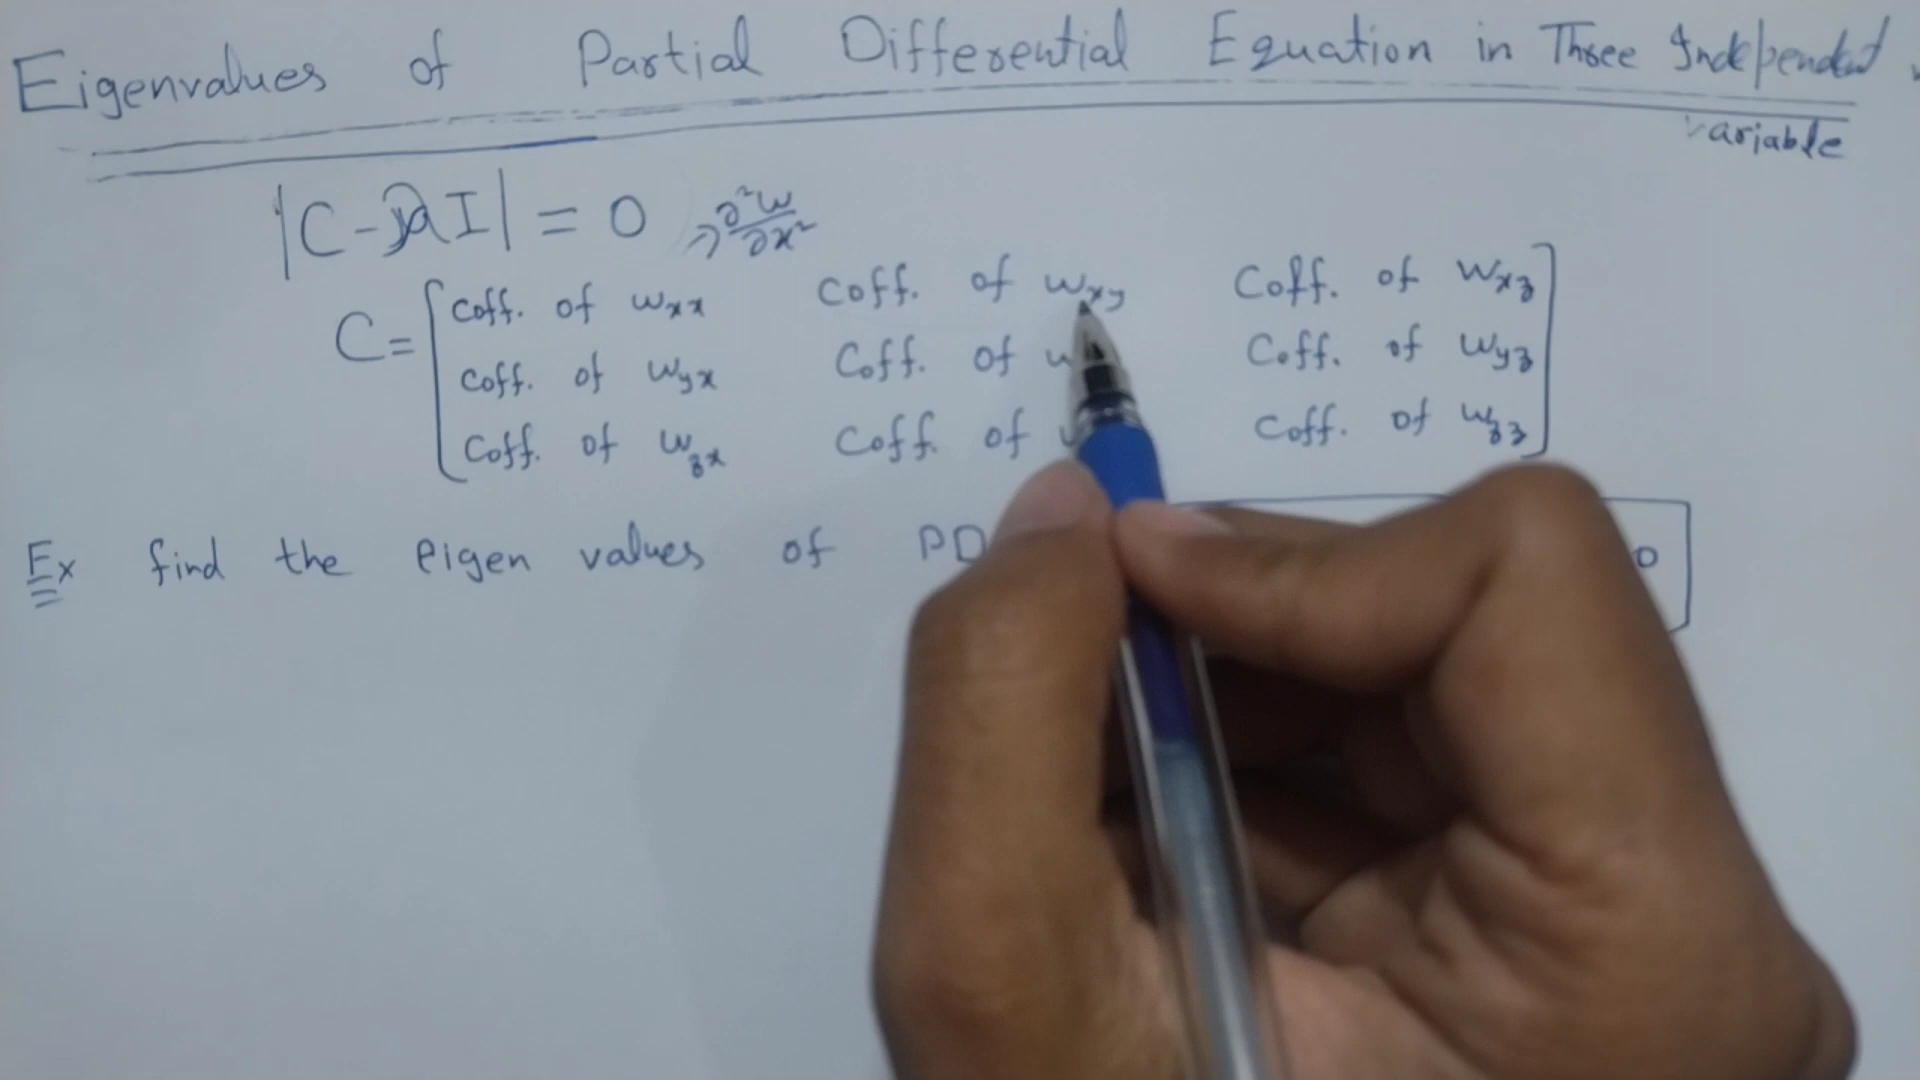 Eigenvalues of Partial Differential Equation in Three Independent
variable
|C-λI| = 0 → ∂²w/∂x²
C= [ Coff. of wxx Coff. of wxy Coff. of wxz ]
Coff. of wyx Coff. of w Coff. of wyz
Coff. of wzx Coff. of Coff. of wzz
Ex find the eigen values of PD 0